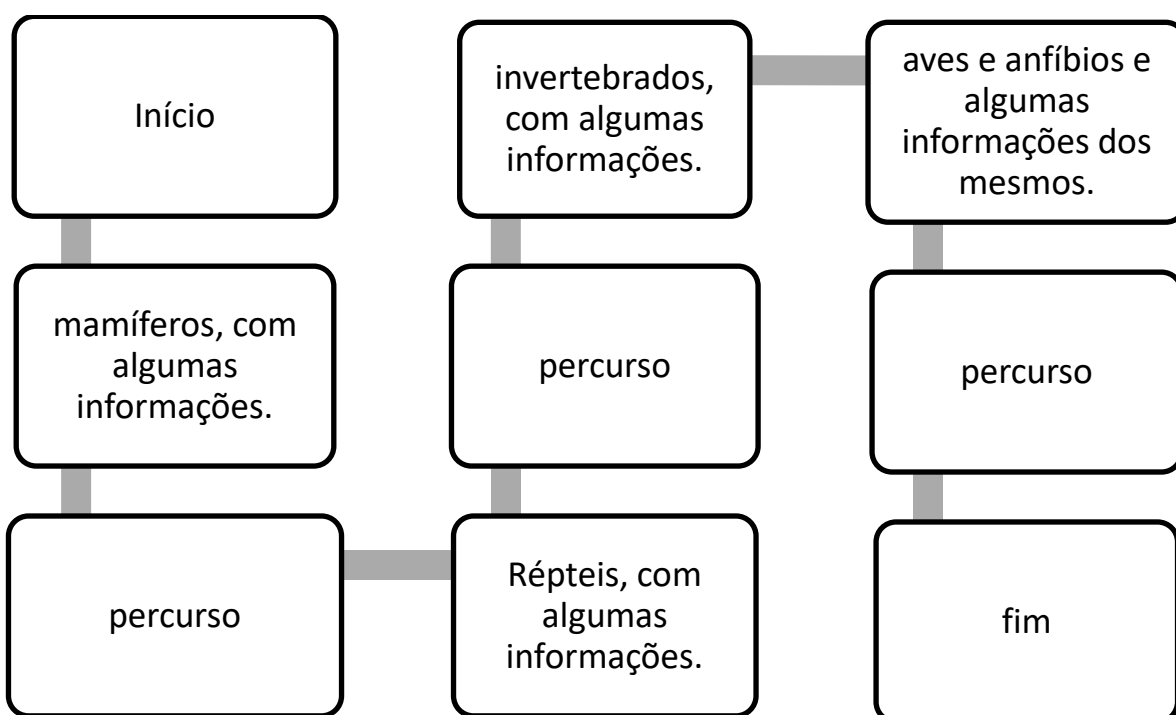 Início
mamíferos, com
algumas
informações.
percurso
Répteis, com
algumas
informações.
percurso
invertebrados,
com algumas
informações.
aves e anfíbios e
algumas
informações dos
mesmos.
percurso
fim